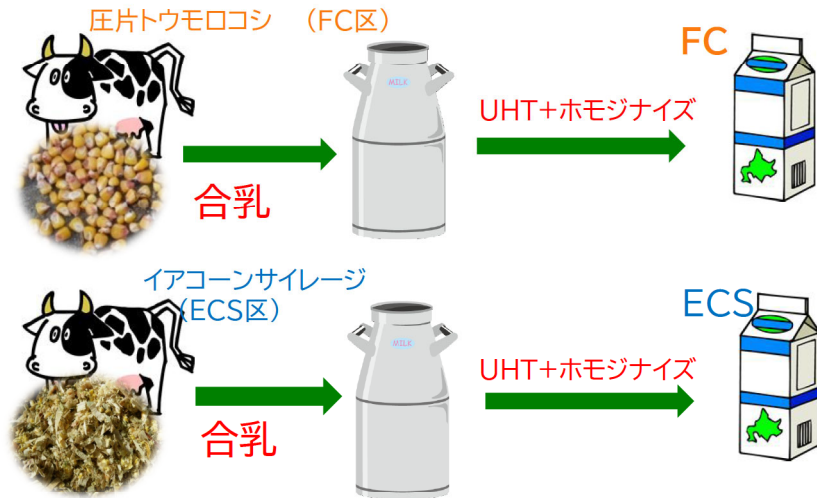 圧片トウモロコシ （FC区）
FC
MILK
UHT+ホモジナイズ
合乳
イアコーンサイレージ
（ECS区）
ECS
MILK
UHT+ホモジナイズ
合乳